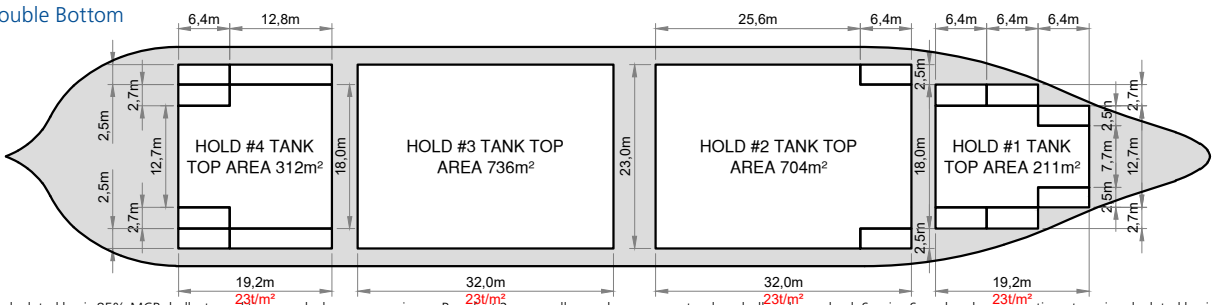 ouble Bottom
6,4m 12,8m 25,6m 6,4m 6,4m 6,4m 6,4m
2,5m 2,7m 12,7m 2,5m 2,7m
HOLD #4 TANK
TOP AREA 312m²
18,0m
HOLD #3 TANK TOP
AREA 736m²
23,0m
HOLD #2 TANK TOP
AREA 704m²
2,5m 18,0m 2,5m
HOLD #1 TANK
TOP AREA 211m²
2,5m 7,7m 2,5m 2,7m 12,7m 2,7m
19,2m 32,0m 32,0m 19,2m
23t/m² 23t/m² 23t/m² 23t/m²